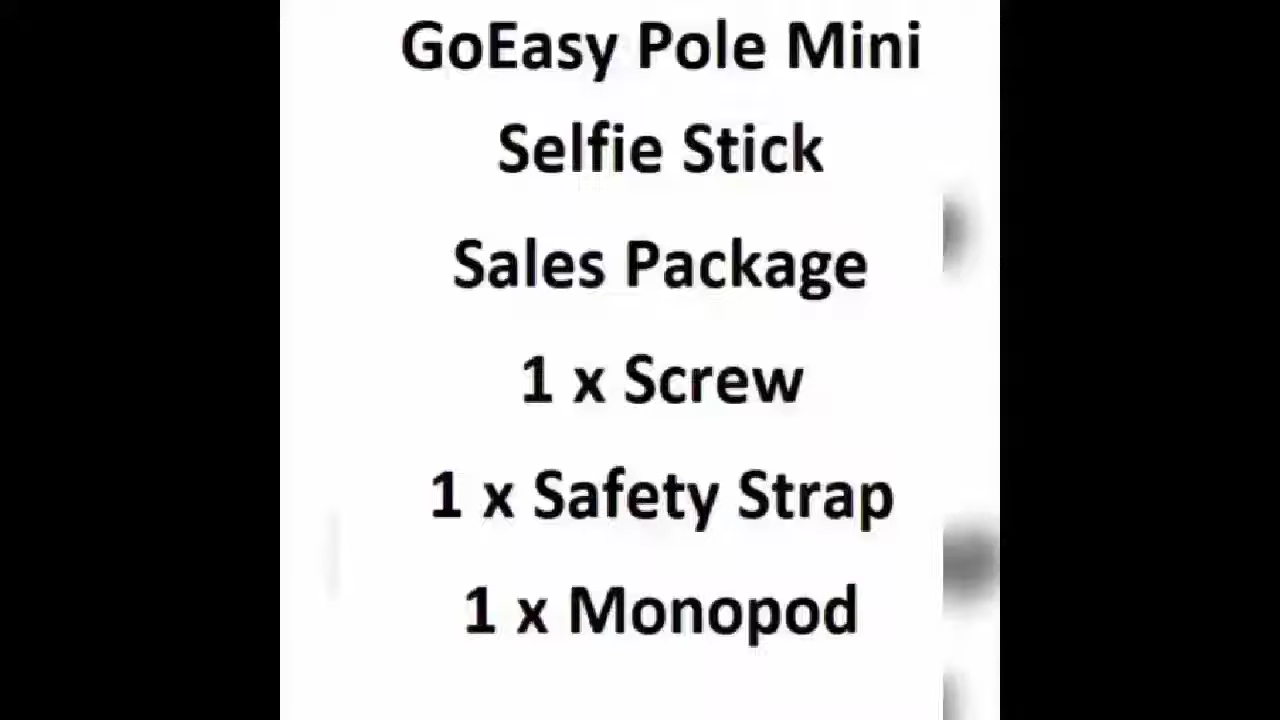 GoEasy Pole Mini
Selfie Stick
Sales Package
1 x Screw
1 x Safety Strap
1 x Monopod